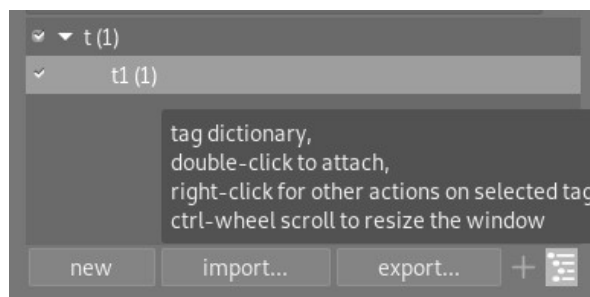 t (1)
t1 (1)
tag dictionary,
double-click to attach,
right-click for other actions on selected tag
ctrl-wheel scroll to resize the window
new import... export... +